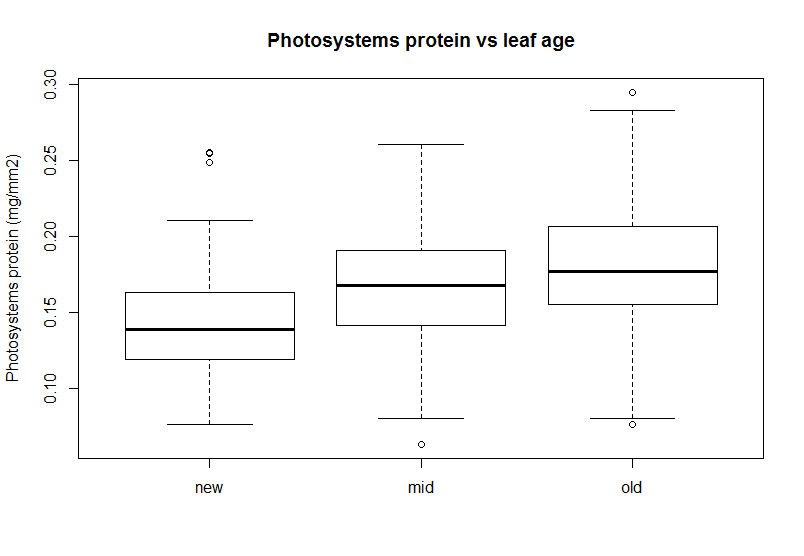 Photosystems protein vs leaf age
Photosystems protein (mg/mm2)
0.30
0.25
0.20
0.15
0.10
new mid old